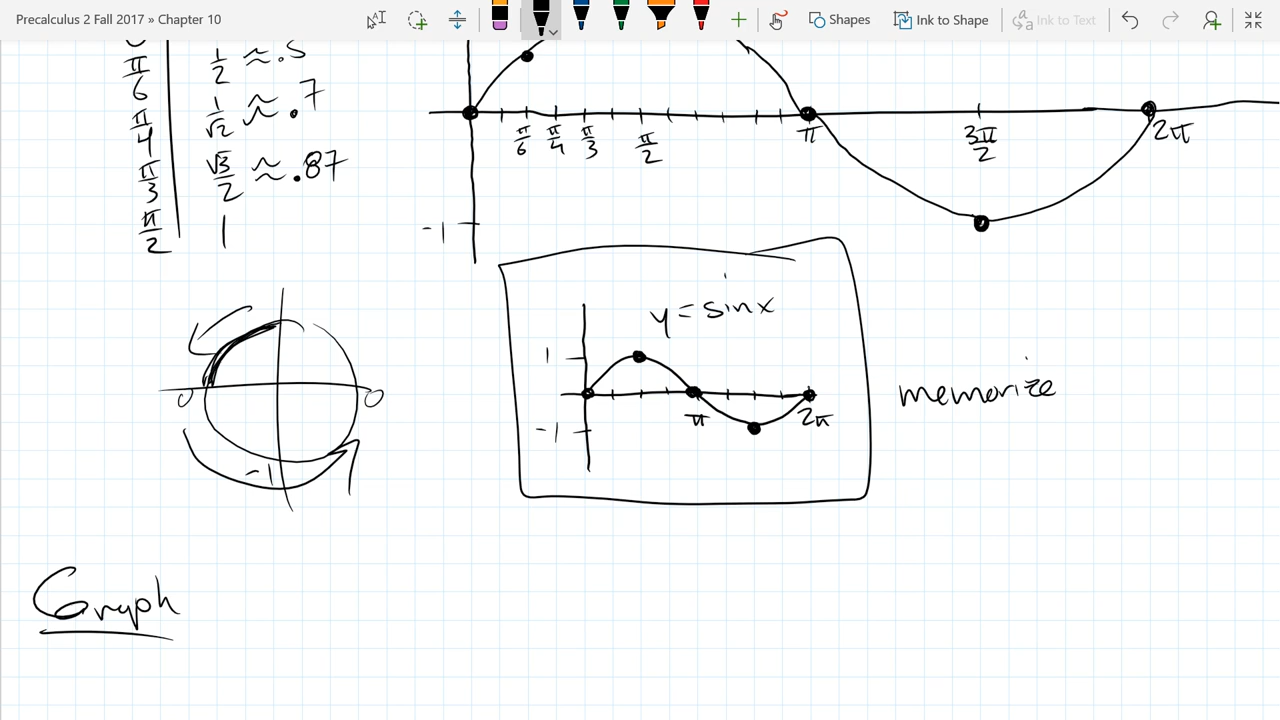 Precalculus 2 Fall 2017 » Chapter 10
Shapes
Ink to Shape
Ink to Text
π/6 1/2 ≈ .5
π/4 1/√2 ≈ .7
π/3 √3/2 ≈ .87
π/2 1
π/6 π/4 π/3 π/2 π 3π/2 2π
-1
y = sinx
1
-1
π 2π
memorize
0 0
-1
Graph